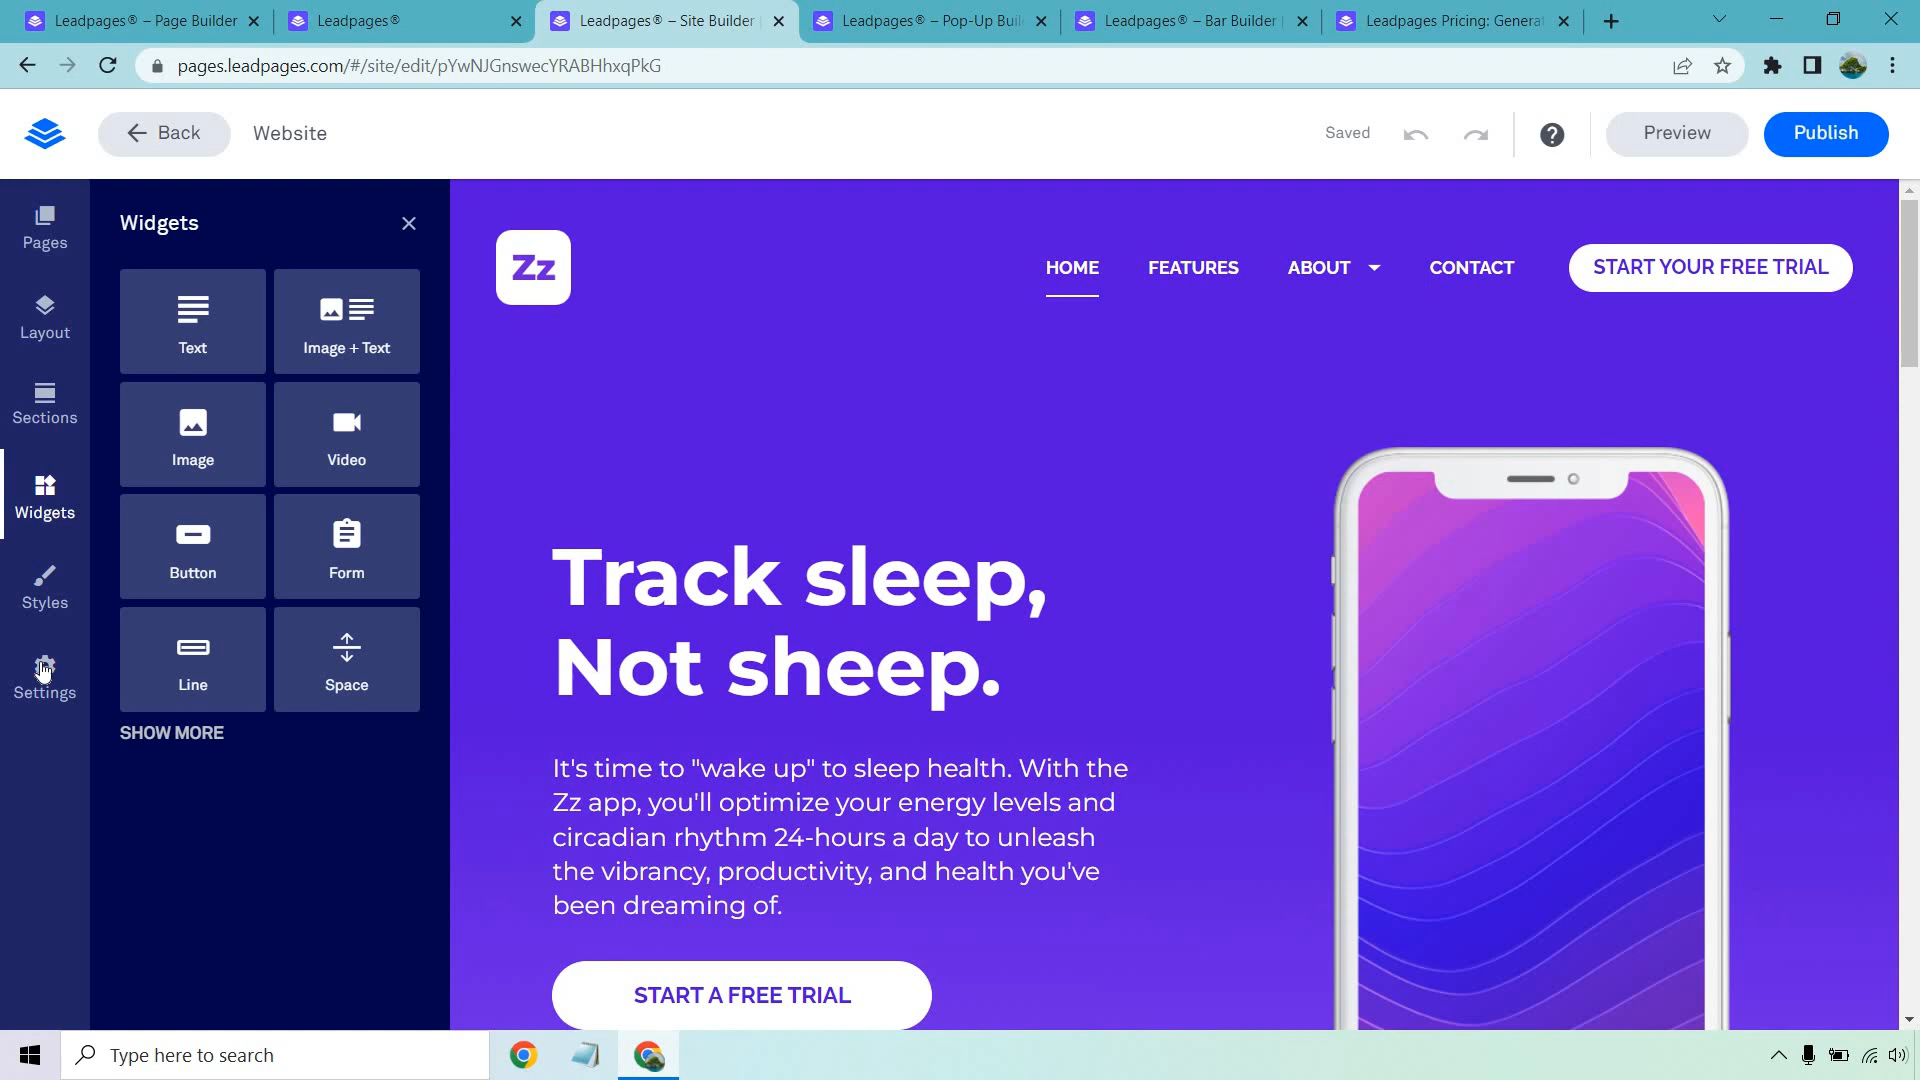 Leadpages® – Page Builder
Leadpages®
Leadpages® – Site Builder
Leadpages® – Pop-Up Buil
Leadpages® – Bar Builder
Leadpages Pricing: Generat
pages.leadpages.com/#/site/edit/pYwNJGnswecYRABHhxqPkG
Back
Website
Saved
?
Preview
Publish
Pages
Layout
Sections
Widgets
Styles
Settings
Widgets
Text
Image + Text
Image
Video
Button
Form
Line
Space
SHOW MORE
Zz
HOME
FEATURES
ABOUT
CONTACT
START YOUR FREE TRIAL
Track sleep,
Not sheep.
It's time to "wake up" to sleep health. With the
Zz app, you'll optimize your energy levels and
circadian rhythm 24-hours a day to unleash
the vibrancy, productivity, and health you've
been dreaming of.
START A FREE TRIAL
Type here to search